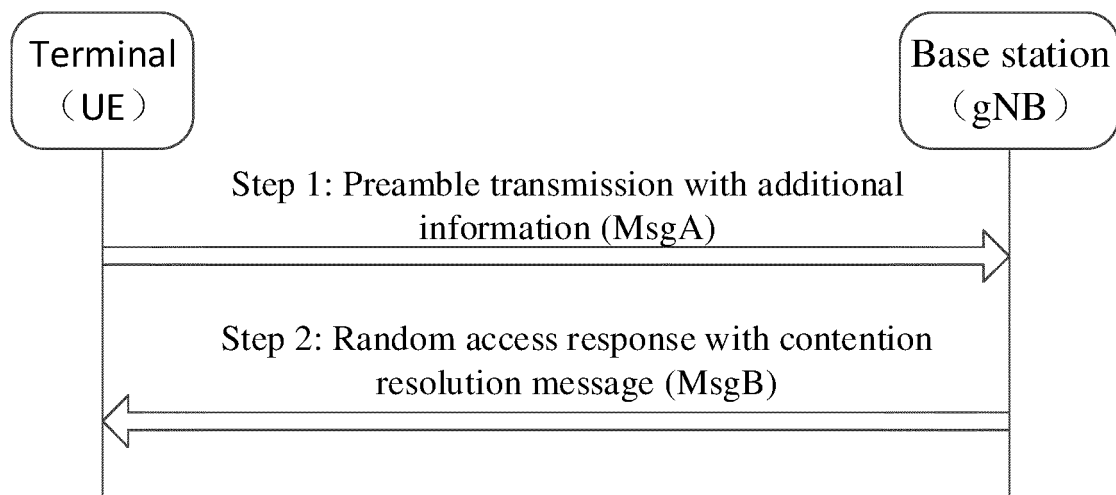 Terminal
（UE）
Base station
（gNB）
Step 1: Preamble transmission with additional
information (MsgA)
Step 2: Random access response with contention
resolution message (MsgB)